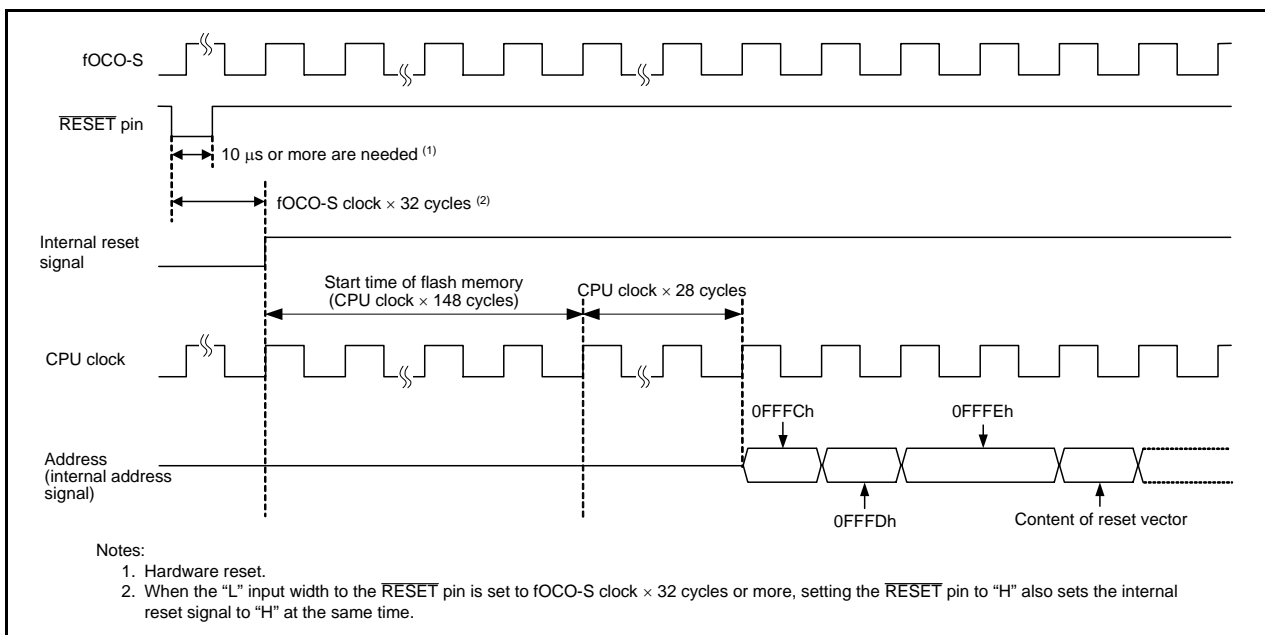 fOCO-S
RESET pin
10 μs or more are needed (1)
fOCO-S clock × 32 cycles (2)
Internal reset
signal
Start time of flash memory
(CPU clock × 148 cycles)
CPU clock × 28 cycles
CPU clock
0FFFCh
0FFFEh
Address
(internal address
signal)
0FFFDh
Content of reset vector
Notes:
1. Hardware reset.
2. When the “L” input width to the RESET pin is set to fOCO-S clock × 32 cycles or more, setting the RESET pin to “H” also sets the internal
reset signal to “H” at the same time.